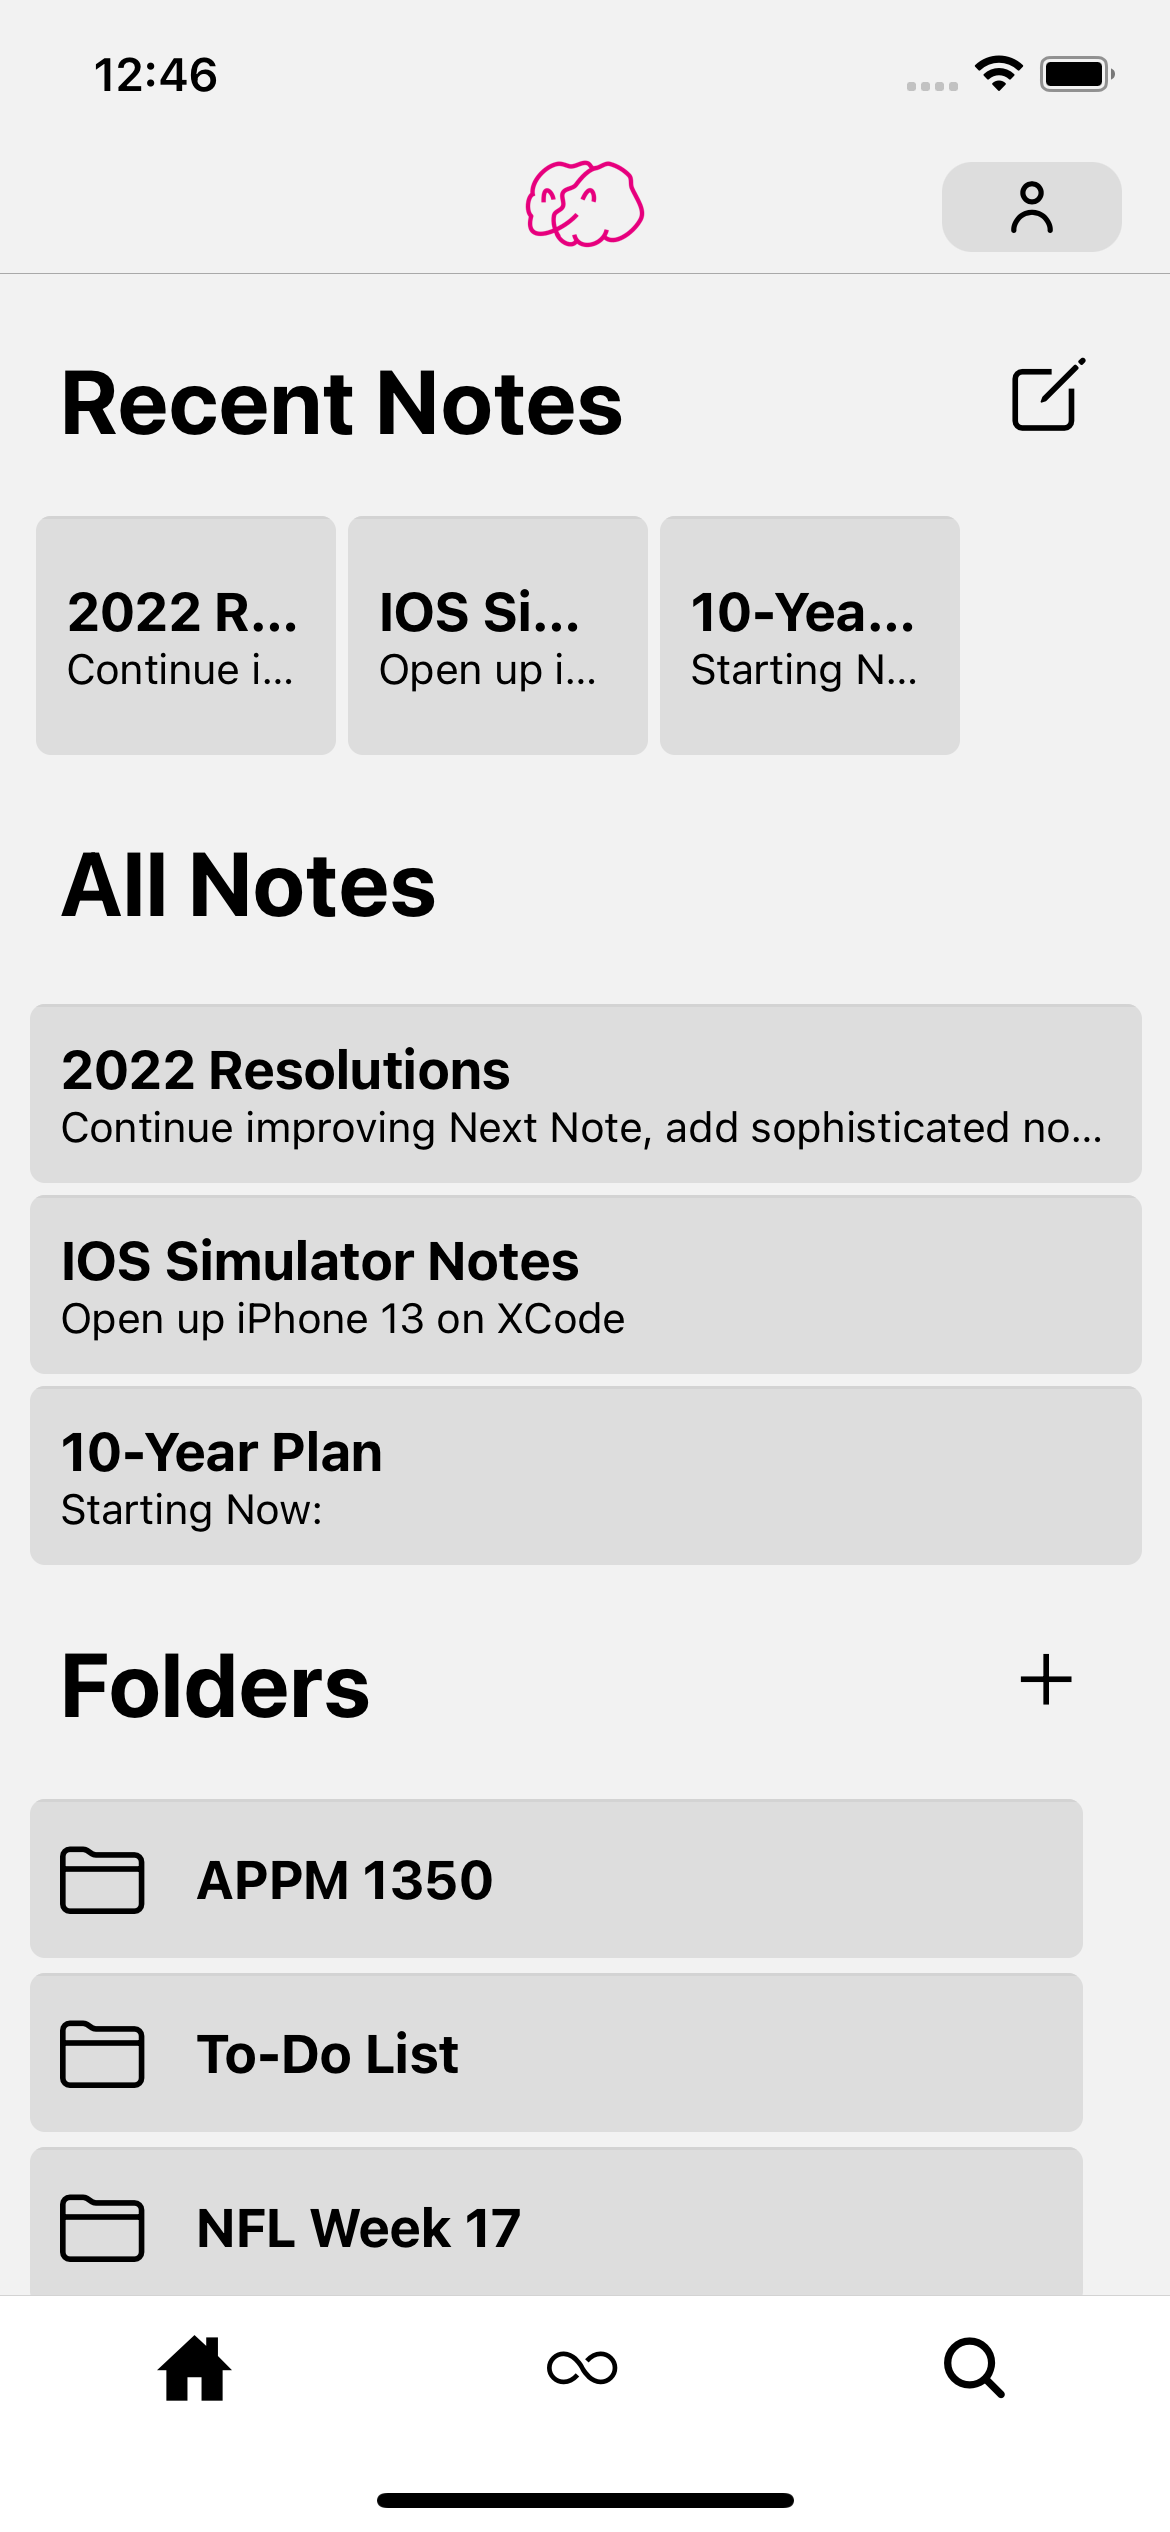 12:46
Recent Notes
2022 R...
Continue i...
IOS Si...
Open up i...
10-Yea...
Starting N...
All Notes
2022 Resolutions
Continue improving Next Note, add sophisticated no...
IOS Simulator Notes
Open up iPhone 13 on XCode
10-Year Plan
Starting Now:
Folders
APPM 1350
To-Do List
NFL Week 17